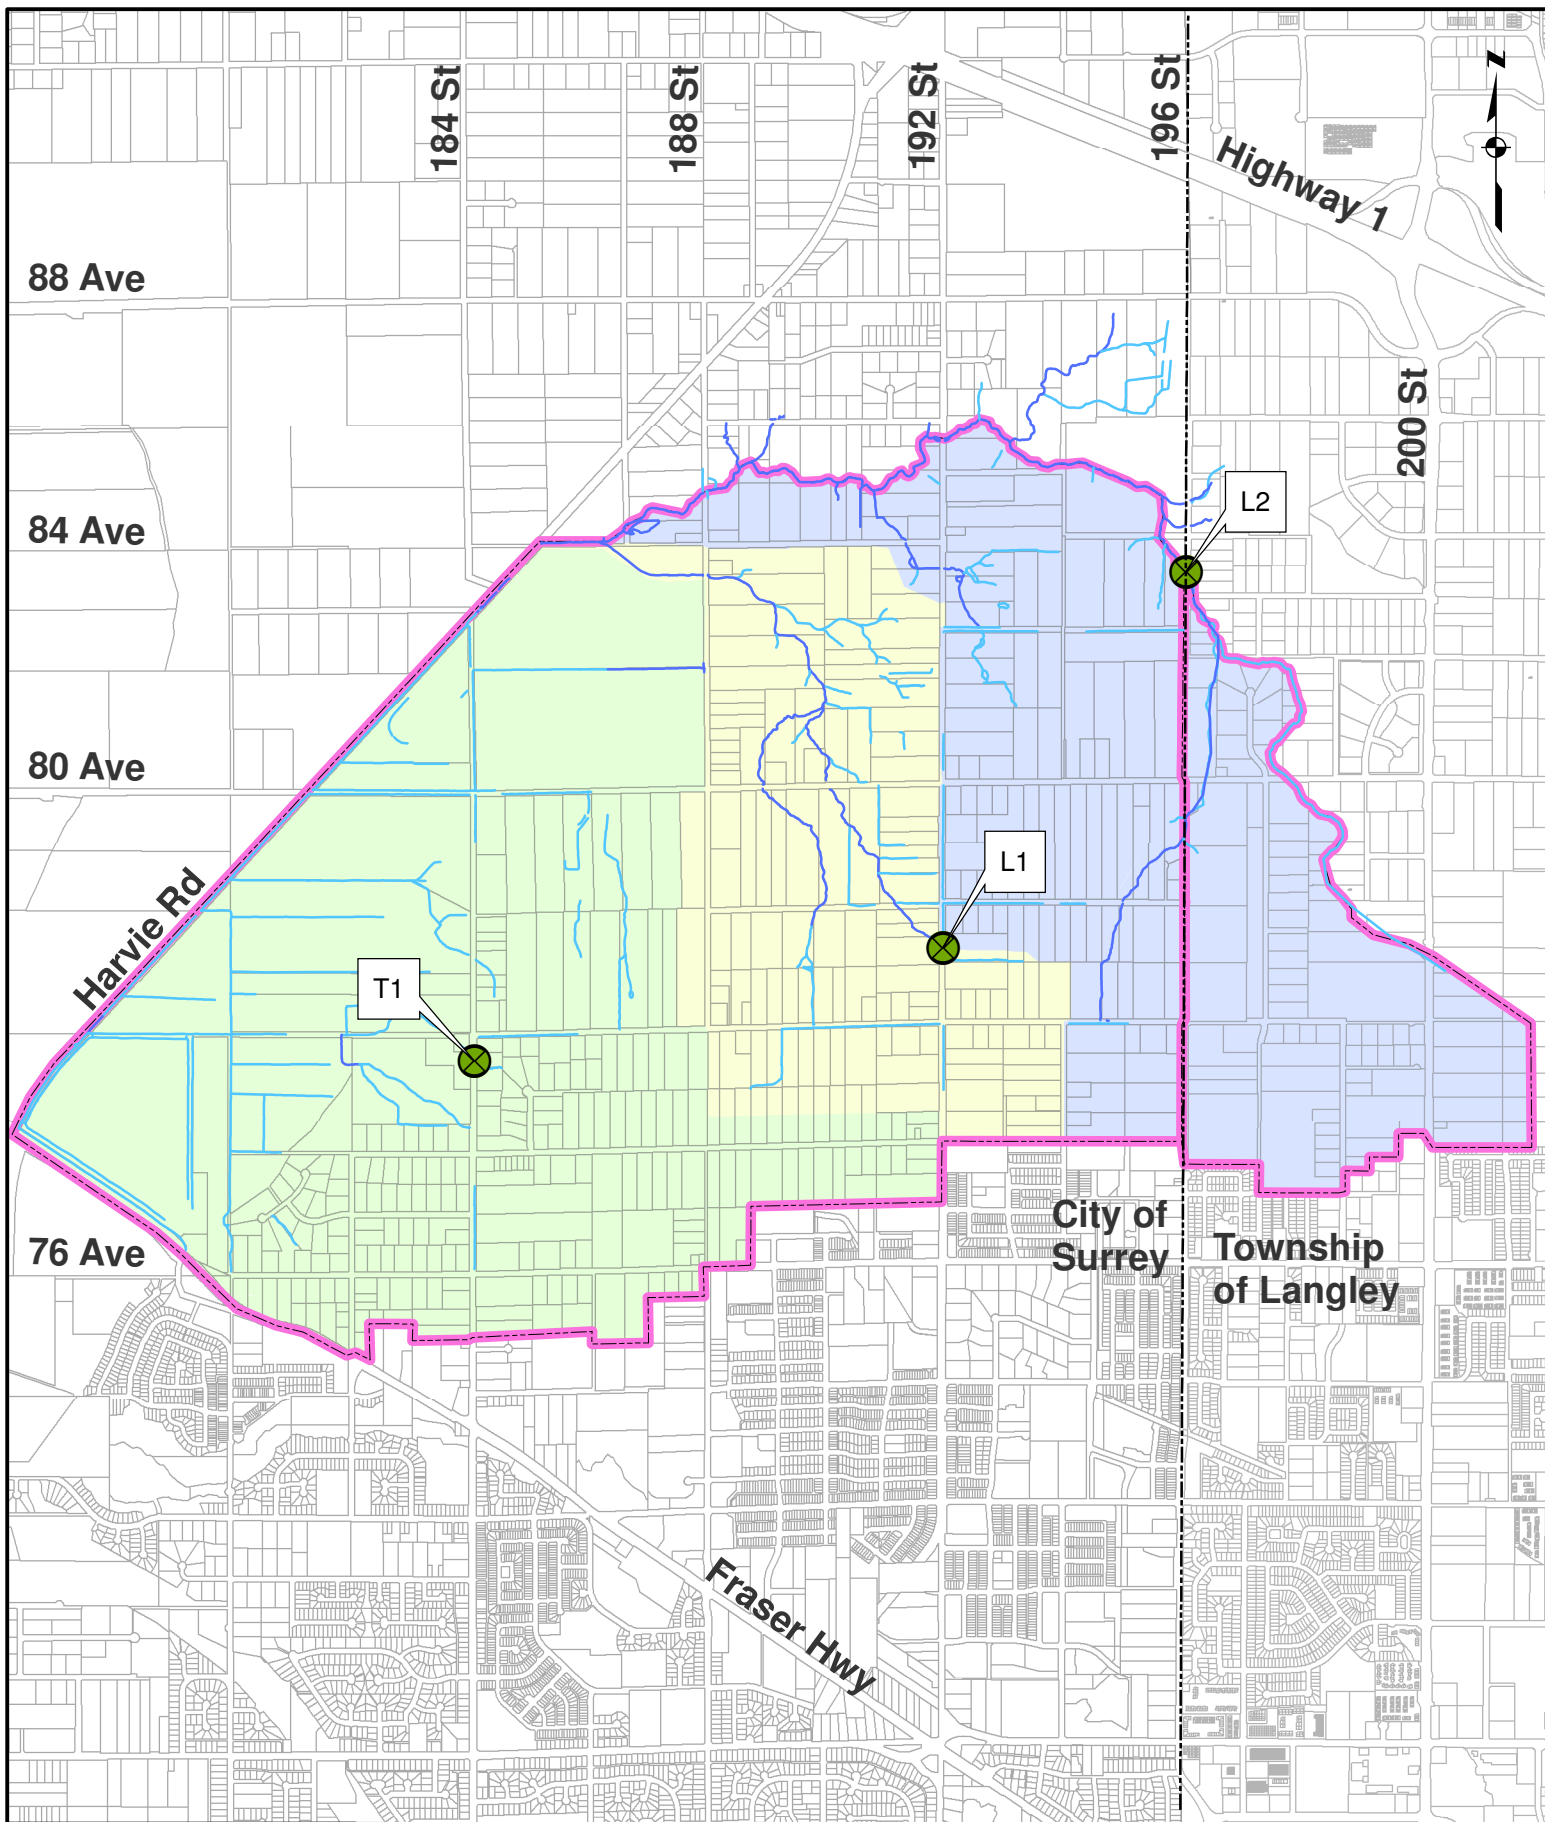 184 St
188 St
192 St
196 St
Z
Highway 1
88 Ave
200 St
L2
84 Ave
80 Ave
L1
Harvie Rd
T1
City of
Surrey
Township
of Langley
76 Ave
Fraser Hwy